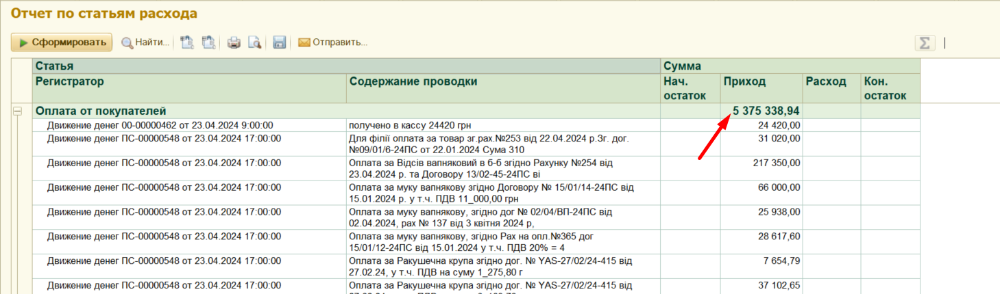 Отчет по статьям расхода
Сформировать Найти... Отправить... Σ
Статья Сумма
Регистратор Содержание проводки Нач. остаток Приход Расход Кон. остаток
Оплата от покупателей 5 375 338,94
Движение денег 00-00000462 от 23.04.2024 9:00:00 получено в кассу 24420 грн 24 420,00
Движение денег ПС-00000548 от 23.04.2024 17:00:00 Для філії оплата за товар зг.рах.№253 від 22.04.2024 р.Зг. дог. 31 020,00
№09/01/6-24ПС от 22.01.2024 Сума 310
Движение денег ПС-00000548 от 23.04.2024 17:00:00 Оплата за Відсів вапняковий в б-б згідно Рахунку №254 від 217 350,00
23.04.2024 р. та Договору 13/02-45-24ПС ві
Движение денег ПС-00000548 от 23.04.2024 17:00:00 Оплата за муку вапнякову згідно Договору № 15/01/14-24ПС від 66 000,00
15.01.2024 р. у т.ч. ПДВ 11_000,00 грн
Движение денег ПС-00000548 от 23.04.2024 17:00:00 Оплата за муку вапнякову, згідно дог № 02/04/ВП-24ПС від 25 938,00
02.04.2024, рах № 137 від 3 квітня 2024 р,
Движение денег ПС-00000548 от 23.04.2024 17:00:00 Оплата за муку вапнякову, згідно Рах на опл.№365 дог 28 617,60
15/01/12-24ПС від 15.01.2024 у т.ч. ПДВ 20% = 4
Движение денег ПС-00000548 от 23.04.2024 17:00:00 Оплата за Ракушечна крупа згідно дог. № YAS-27/02/24-415 від 7 654,79
27.02.24, у т.ч. ПДВ на суму 1_275,80 г
Движение денег ПС-00000548 от 23.04.2024 17:00:00 Оплата за Ракушечна крупа згідно дог. № YAS-27/02/24-415 від 37 102,65